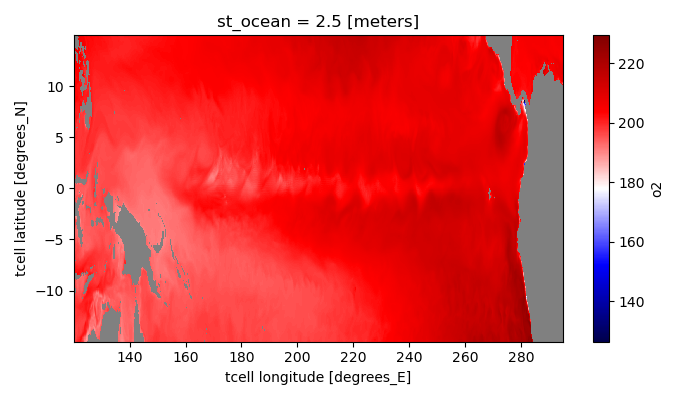 st_ocean = 2.5 [meters]
10
5
0
−5
−10
tcell latitude [degrees_N]
140 160 180 200 220 240 260 280
tcell longitude [degrees_E]
220
200
180
160
140
o2